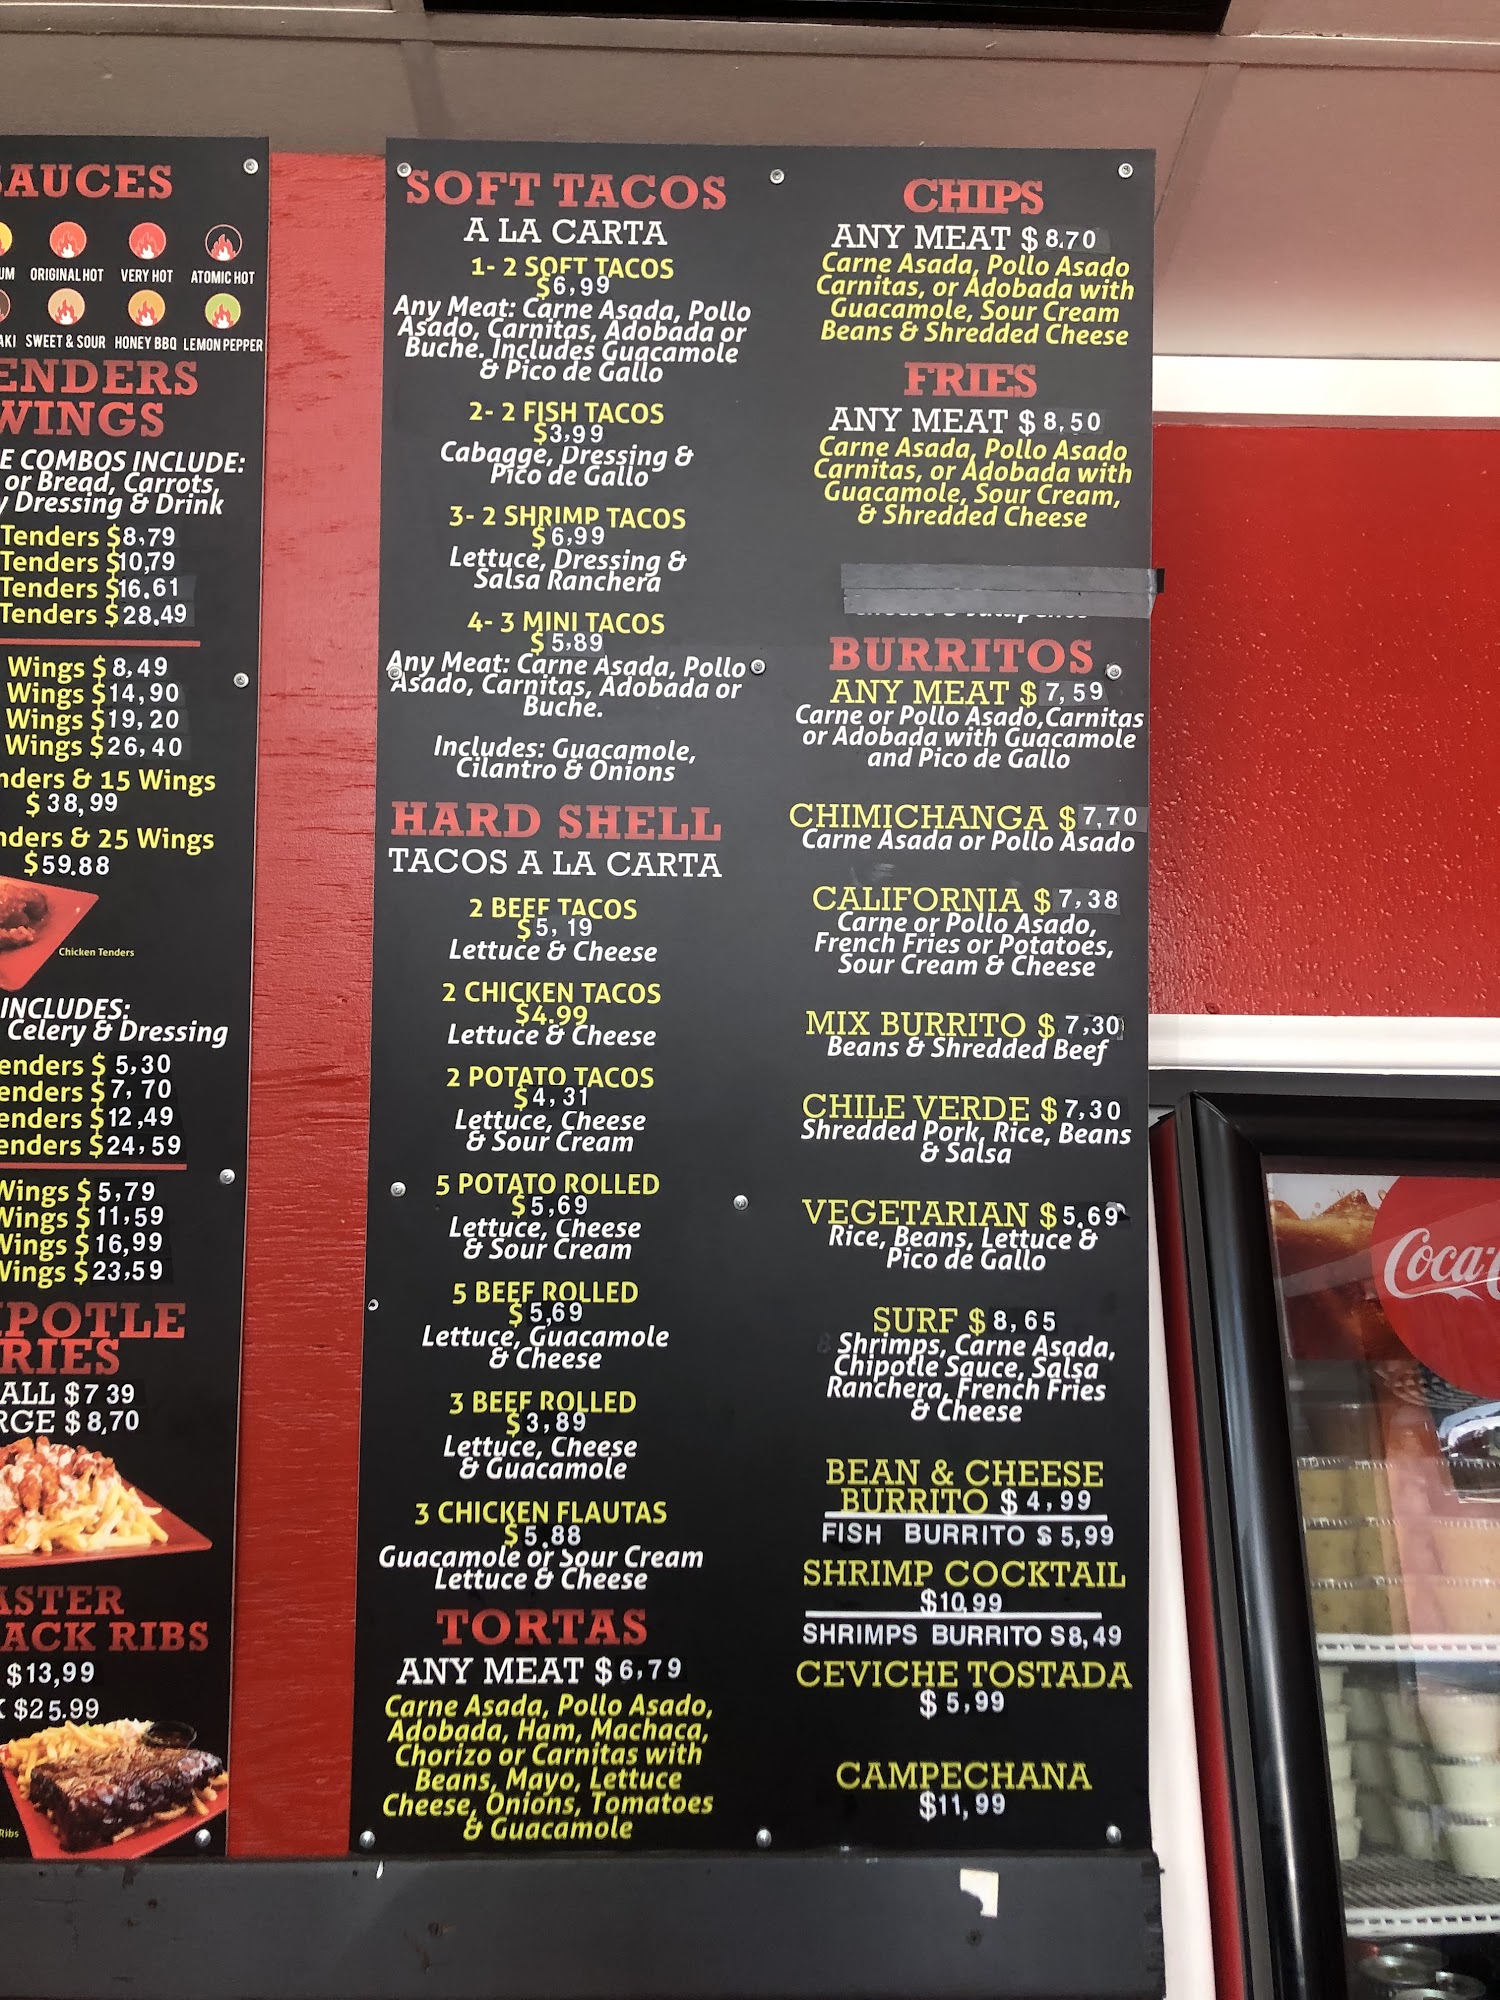 SAUCES
ORIGINAL HOT VERY HOT ATOMIC HOT
SWEET & SOUR HONEY BBQ LEMON PEPPER
ENDERS
WINGS
E COMBOS INCLUDE:
or Bread, Carrots,
y Dressing & Drink
Tenders $8,79
Tenders $10,79
Tenders $16.61
Tenders $28.49
Wings $8,49
Wings $14,90
Wings $19,20
Wings $26,40
nders & 15 Wings
$38,99
nders & 25 Wings
$59.88
Chicken Tenders
INCLUDES:
Celery & Dressing
enders $ 5,30
enders $7,70
enders $12,49
enders $24,59
Wings $5,79
Wings $11,59
Wings $16,99
Wings $23,59
IPOTLE
RIES
ALL $7 39
RGE $8,70
ASTER
ACK RIBS
$13,99
K $25.99
Ribs
SOFT TACOS
A LA CARTA
1- 2 SOFT TACOS
$6,99
Any Meat: Carne Asada, Pollo
Asado, Carnitas, Adobada or
Buche. Includes Guacamole
& Pico de Gallo
2- 2 FISH TACOS
$3,99
Cabagge, Dressing &
Pico de Gallo
3- 2 SHRIMP TACOS
$6,99
Lettuce, Dressing &
Salsa Ranchera
4- 3 MINI TACOS
$5,89
Any Meat: Carne Asada, Pollo
Asado, Carnitas, Adobada or
Buche.
Includes: Guacamole,
Cilantro & Onions
HARD SHELL
TACOS A LA CARTA
2 BEEF TACOS
$5,19
Lettuce & Cheese
2 CHICKEN TACOS
$4.99
Lettuce & Cheese
2 POTATO TACOS
$4,31
Lettuce, Cheese
& Sour Cream
5 POTATO ROLLED
$5,69
Lettuce, Cheese
& Sour Cream
5 BEEF ROLLED
$5,69
Lettuce, Guacamole
& Cheese
3 BEEF ROLLED
$3,89
Lettuce, Cheese
& Guacamole
3 CHICKEN FLAUTAS
$5.88
Guacamole or Sour Cream
Lettuce & Cheese
TORTAS
ANY MEAT $6,79
Carne Asada, Pollo Asado,
Adobada, Ham, Machaca,
Chorizo or Carnitas with
Beans, Mayo, Lettuce
Cheese, Onions, Tomatoes
& Guacamole
CHIPS
ANY MEAT $8.70
Carne Asada, Pollo Asado
Carnitas, or Adobada with
Guacamole, Sour Cream
Beans & Shredded Cheese
FRIES
ANY MEAT $8,50
Carne Asada, Pollo Asado
Carnitas, or Adobada with
Guacamole, Sour Cream,
& Shredded Cheese
BURRITOS
ANY MEAT $7,59
Carne or Pollo Asado,Carnitas
or Adobada with Guacamole
and Pico de Gallo
CHIMICHANGA $7,70
Carne Asada or Pollo Asado
CALIFORNIA $7,38
Carne or Pollo Asado,
French Fries or Potatoes,
Sour Cream & Cheese
MIX BURRITO $7,30
Beans & Shredded Beef
CHILE VERDE $7,30
Shredded Pork, Rice, Beans
& Salsa
VEGETARIAN $5.69
Rice, Beans, Lettuce &
Pico de Gallo
SURF $8,65
Shrimps, Carne Asada,
Chipotle Sauce, Salsa
Ranchera, French Fries
& Cheese
BEAN & CHEESE
BURRITO $4,99
FISH BURRITO $5,99
SHRIMP COCKTAIL
$10,99
SHRIMPS BURRITO S8,49
CEVICHE TOSTADA
$5,99
CAMPECHANA
$11,99
Coca-C